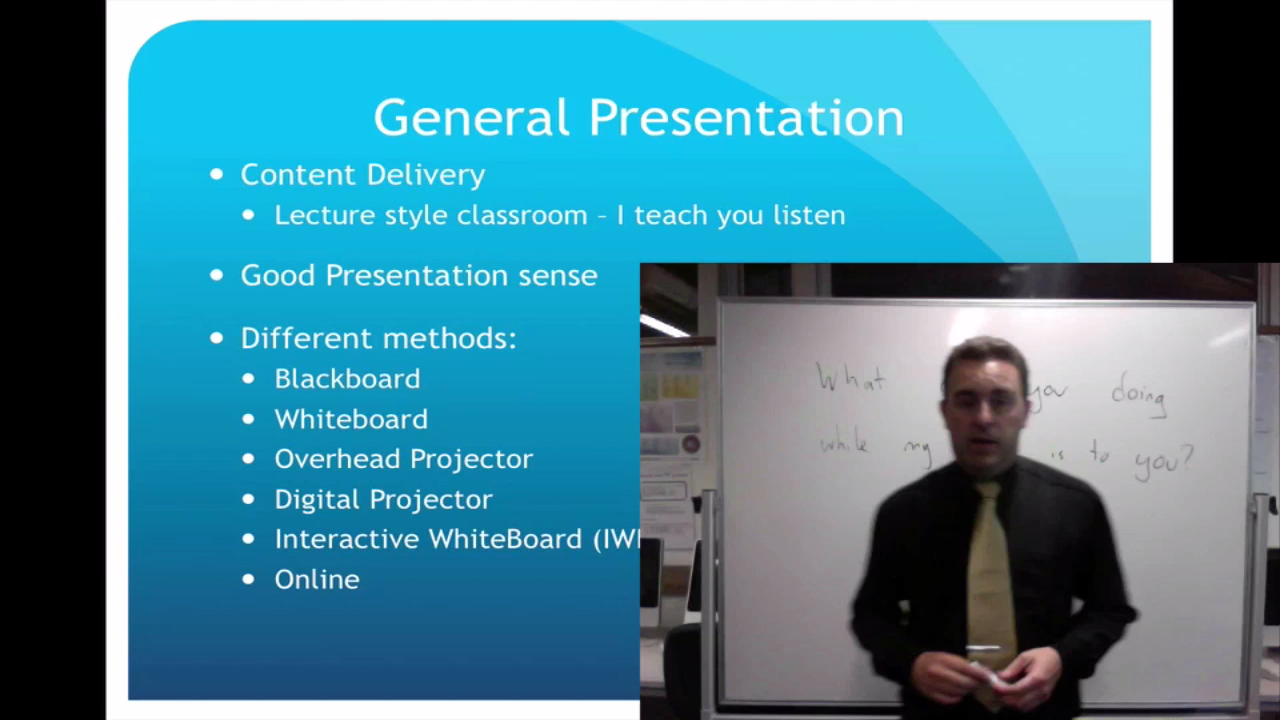 General Presentation
• Content Delivery
• Lecture style classroom – I teach you listen
• Good Presentation sense
• Different methods:
• Blackboard
• Whiteboard
• Overhead Projector
• Digital Projector
• Interactive WhiteBoard (IW
• Online
What you doing
while my is to you?